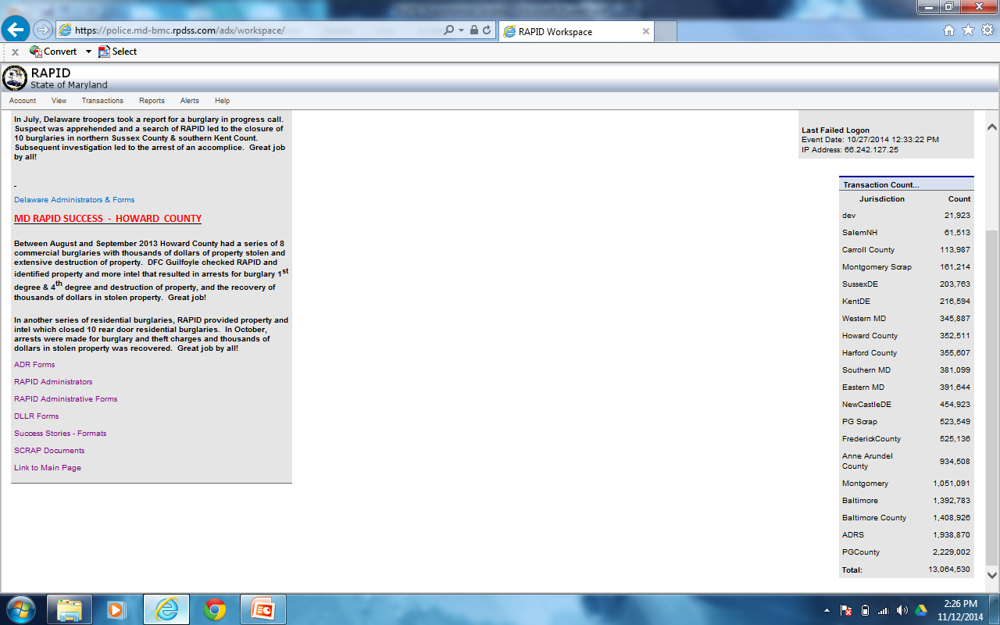 https://police.md-bmc.rpdss.com/adx/workspace/
RAPID Workspace
x Convert Select
RAPID
State of Maryland
Account View Transactions Reports Alerts Help
In July, Delaware troopers took a report for a burglary in progress call.
Suspect was apprehended and a search of RAPID led to the closure of
10 burglaries in northern Sussex County & southern Kent Count.
Subsequent investigation led to the arrest of an accomplice. Great job
by all!
-
Delaware Administrators & Forms
MD RAPID SUCCESS - HOWARD COUNTY
Between August and September 2013 Howard County had a series of 8
commercial burglaries with thousands of dollars of property stolen and
extensive destruction of property. DFC Guilfoyle checked RAPID and
identified property and more intel that resulted in arrests for burglary 1st
degree & 4th degree and destruction of property, and the recovery of
thousands of dollars in stolen property. Great job!
In another series of residential burglaries, RAPID provided property and
intel which closed 10 rear door residential burglaries. In October,
arrests were made for burglary and theft charges and thousands of
dollars in stolen property was recovered. Great job by all!
ADR Forms
RAPID Administrators
RAPID Administrative Forms
DLLR Forms
Success Stories - Formats
SCRAP Documents
Link to Main Page
Last Failed Logon
Event Date: 10/27/2014 12:33:22 PM
IP Address: 66.242.127.25
Transaction Count...
Jurisdiction Count
dev 21,923
SalemNH 61,513
Carroll County 113,987
Montgomery Scrap 161,214
SussexDE 203,763
KentDE 216,594
Western MD 345,887
Howard County 352,511
Harford County 355,607
Southern MD 381,099
Eastern MD 391,644
NewCastleDE 454,923
PG Scrap 523,549
FrederickCounty 525,136
Anne Arundel
County 934,508
Montgomery 1,051,091
Baltimore 1,392,783
Baltimore County 1,408,926
ADRS 1,938,870
PGCounty 2,229,002
Total: 13,064,530
2:26 PM
11/12/2014